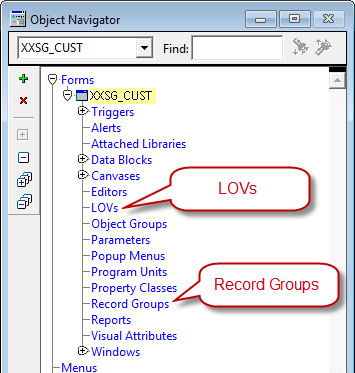 Object Navigator
XXSG_CUST Find:
Forms
XXSG_CUST
Triggers
Alerts
Attached Libraries
Data Blocks
Canvases
Editors
LOVs
LOVs
Object Groups
Parameters
Popup Menus
Program Units
Property Classes
Record Groups
Record Groups
Reports
Visual Attributes
Windows
Menus